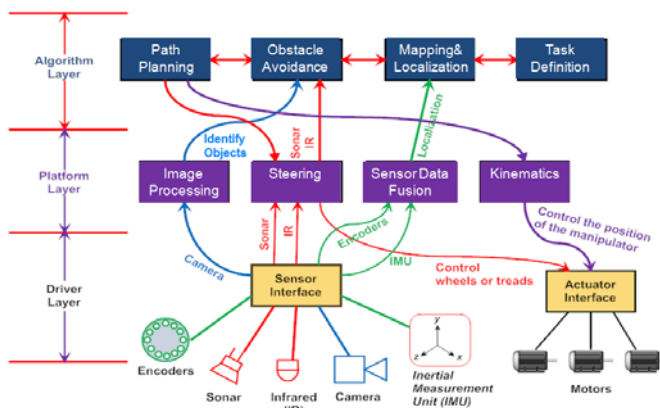 Algorithm
Layer
Path
Planning
Obstacle
Avoidance
Mapping&
Localization
Task
Definition
Identify
Objects
Sonar
IR
Localization
Platform
Layer
Image
Processing
Steering
Sensor Data
Fusion
Kinematics
Control the position
of the manipulator
Camera
Sonar
IR
Encoders
IMU
Control
wheels or treads
Driver
Layer
Sensor
Interface
Actuator
Interface
Encoders
Sonar
Infrared
(IR)
Camera
y
z
x
Inertial
Measurement
Unit (IMU)
Motors